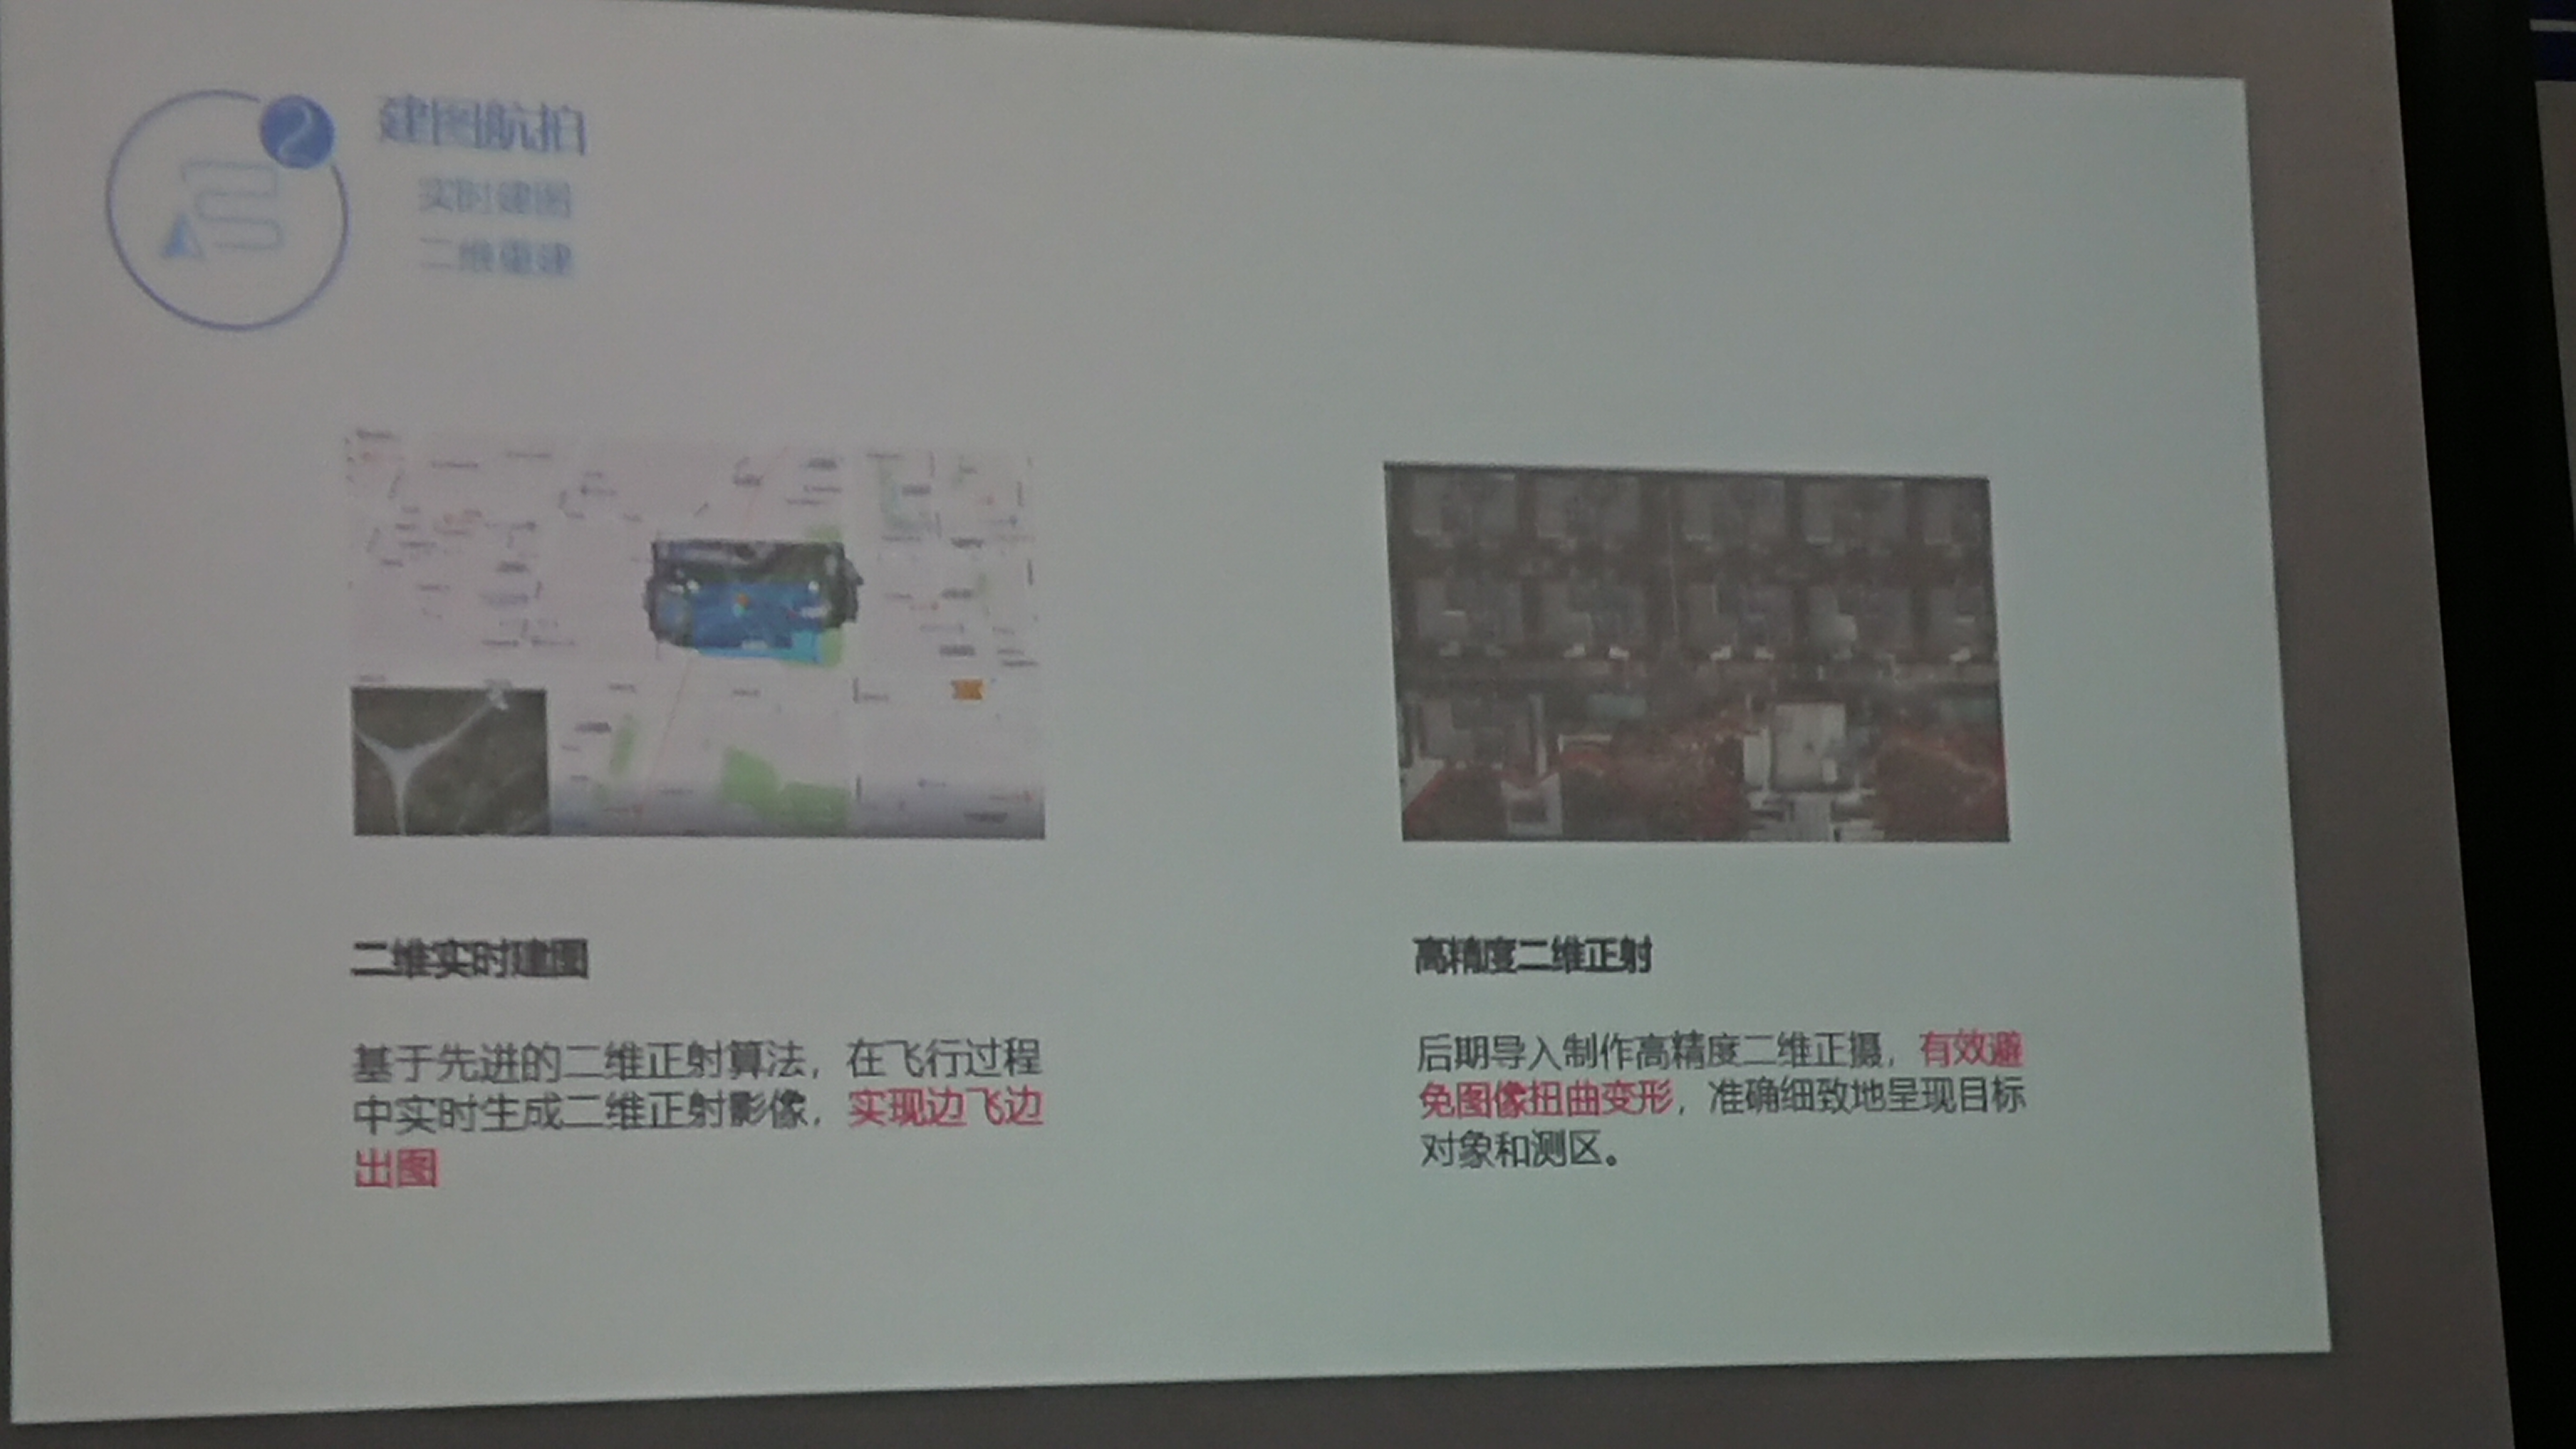 建图航拍
实时建图
二维重建
二维实时建图
基于先进的二维正射算法，在飞行过程
中实时生成二维正射影像，实现边飞边
出图
高精度二维正射
后期导入制作高精度二维正摄，有效避
免图像扭曲变形，准确细致地呈现目标
对象和测区。